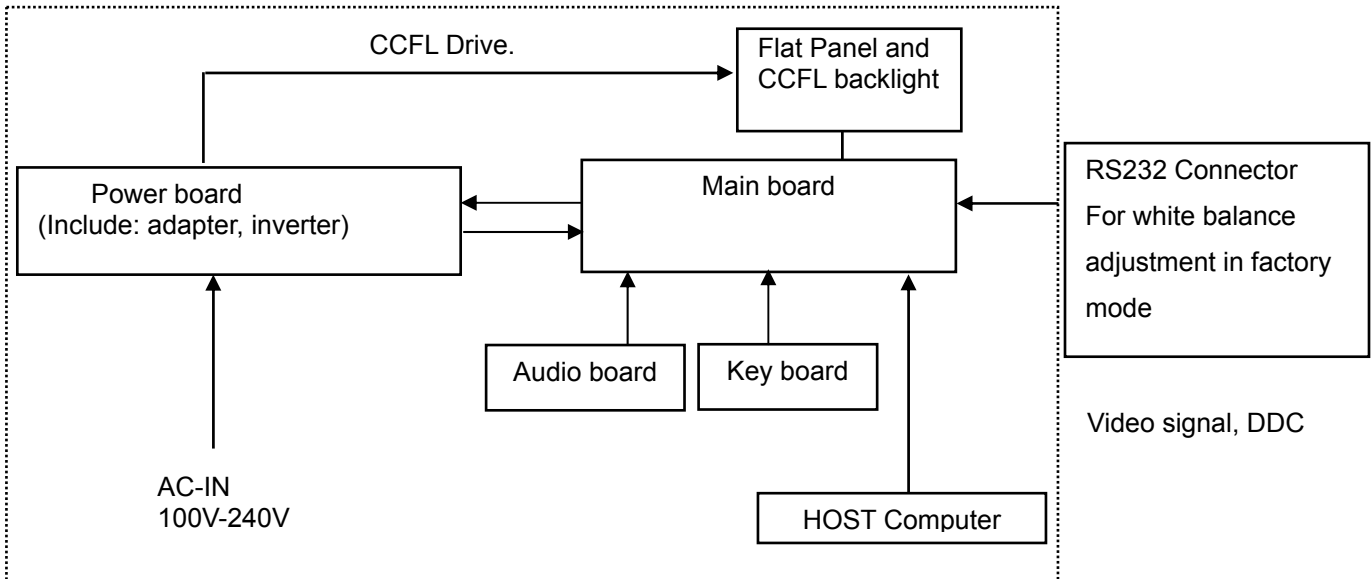 CCFL Drive.
Flat Panel and
CCFL backlight
Power board
(Include: adapter, inverter)
Main board
RS232 Connector
For white balance
adjustment in factory
mode
Audio board
Key board
Video signal, DDC
AC-IN
100V-240V
HOST Computer